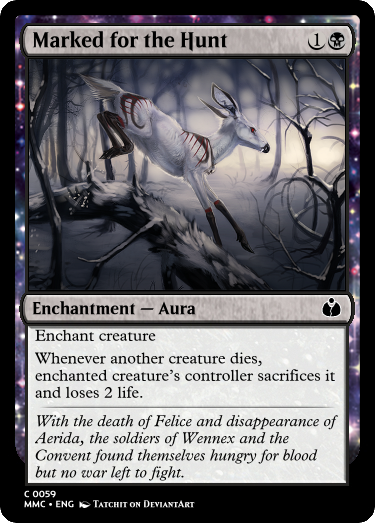 Marked for the Hunt 1
Enchantment — Aura
Enchant creature
Whenever another creature dies,
enchanted creature's controller sacrifices it
and loses 2 life.
With the death of Felice and disappearance of
Aerida, the soldiers of Wennex and the
Convent found themselves hungry for blood
but no war left to fight.
C 0059
MMC • ENG Tatchit on DeviantArt